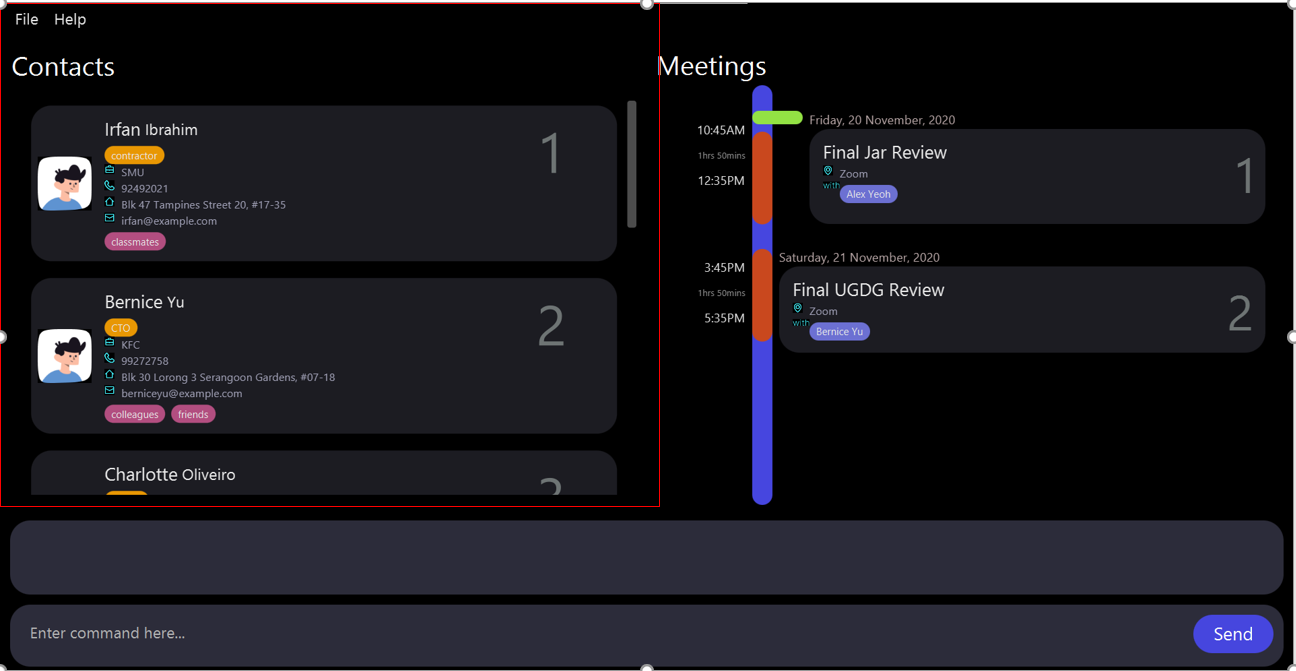 File Help
Contacts
Irfan Ibrahim
1
contractor
SMU
92492021
Blk 47 Tampines Street 20, #17-35
irfan@example.com
classmates
Bernice Yu
2
CTO
KFC
99272758
Blk 30 Lorong 3 Serangoon Gardens, #07-18
berniceyu@example.com
colleagues friends
Charlotte Oliveiro
Meetings
Friday, 20 November, 2020
10:45AM
1hrs 50mins
12:35PM
Final Jar Review
1
Zoom
with Alex Yeoh
Saturday, 21 November, 2020
3:45PM
1hrs 50mins
5:35PM
Final UGDG Review
2
Zoom
with Bernice Yu
Enter command here...
Send